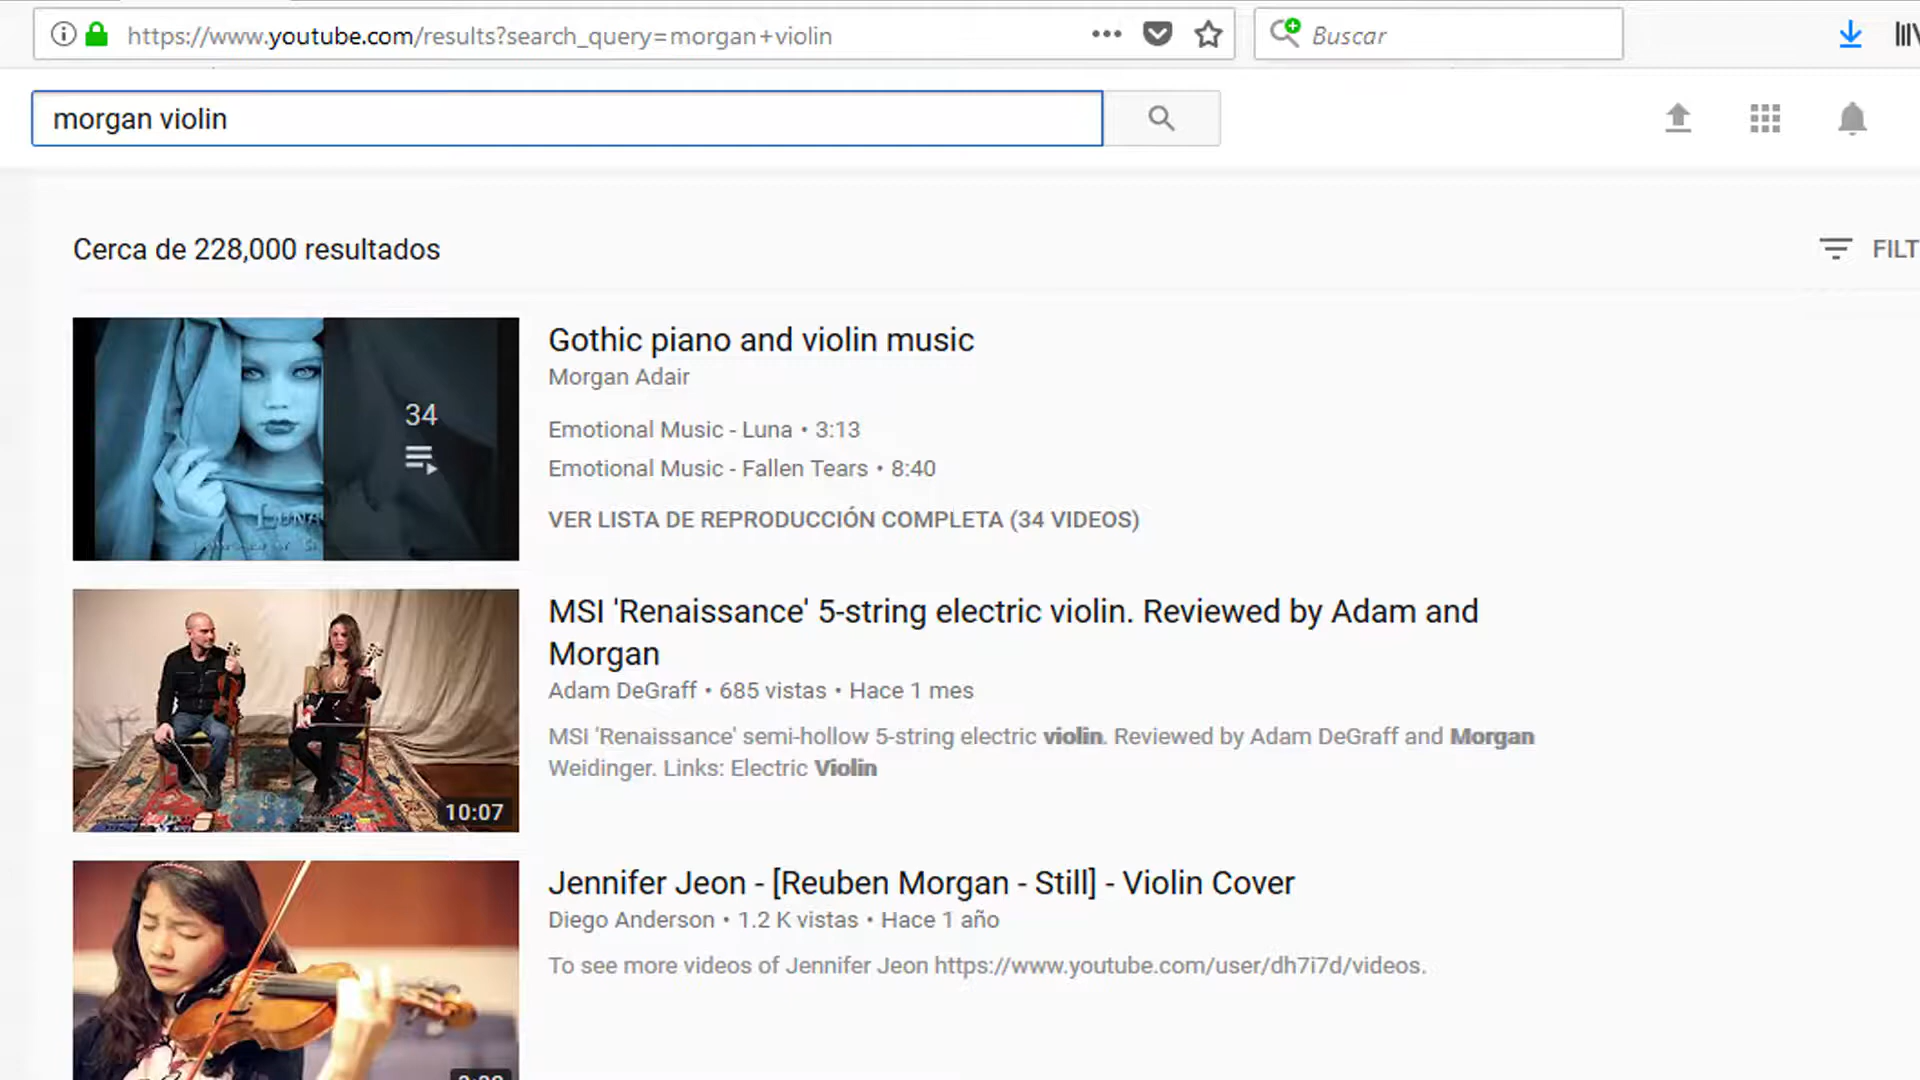 https://www.youtube.com/results?search_query=morgan+violin
Buscar
morgan violin
Cerca de 228,000 resultados
FILT
34
LUNA
Gothic piano and violin music
Morgan Adair
Emotional Music - Luna • 3:13
Emotional Music - Fallen Tears • 8:40
VER LISTA DE REPRODUCCIÓN COMPLETA (34 VIDEOS)
10:07
MSI 'Renaissance' 5-string electric violin. Reviewed by Adam and
Morgan
Adam DeGraff • 685 vistas • Hace 1 mes
MSI 'Renaissance' semi-hollow 5-string electric violin. Reviewed by Adam DeGraff and Morgan
Weidinger. Links: Electric Violin
Jennifer Jeon - [Reuben Morgan - Still] - Violin Cover
Diego Anderson • 1.2 K vistas • Hace 1 año
To see more videos of Jennifer Jeon https://www.youtube.com/user/dh7i7d/videos.